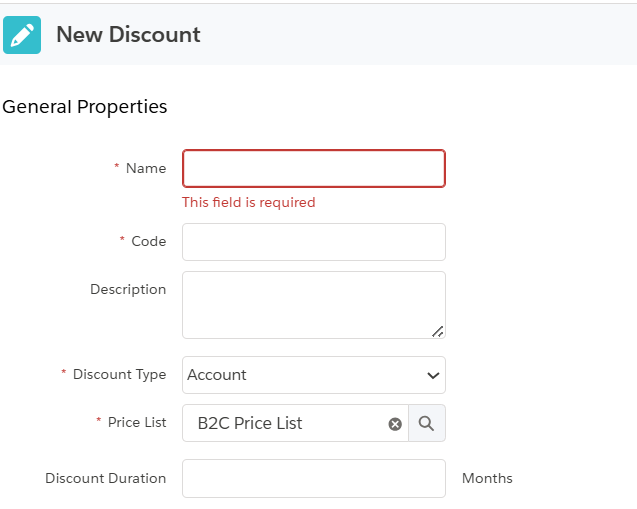 New Discount
General Properties
* Name
This field is required
* Code
Description
* Discount Type Account
* Price List B2C Price List
Discount Duration Months